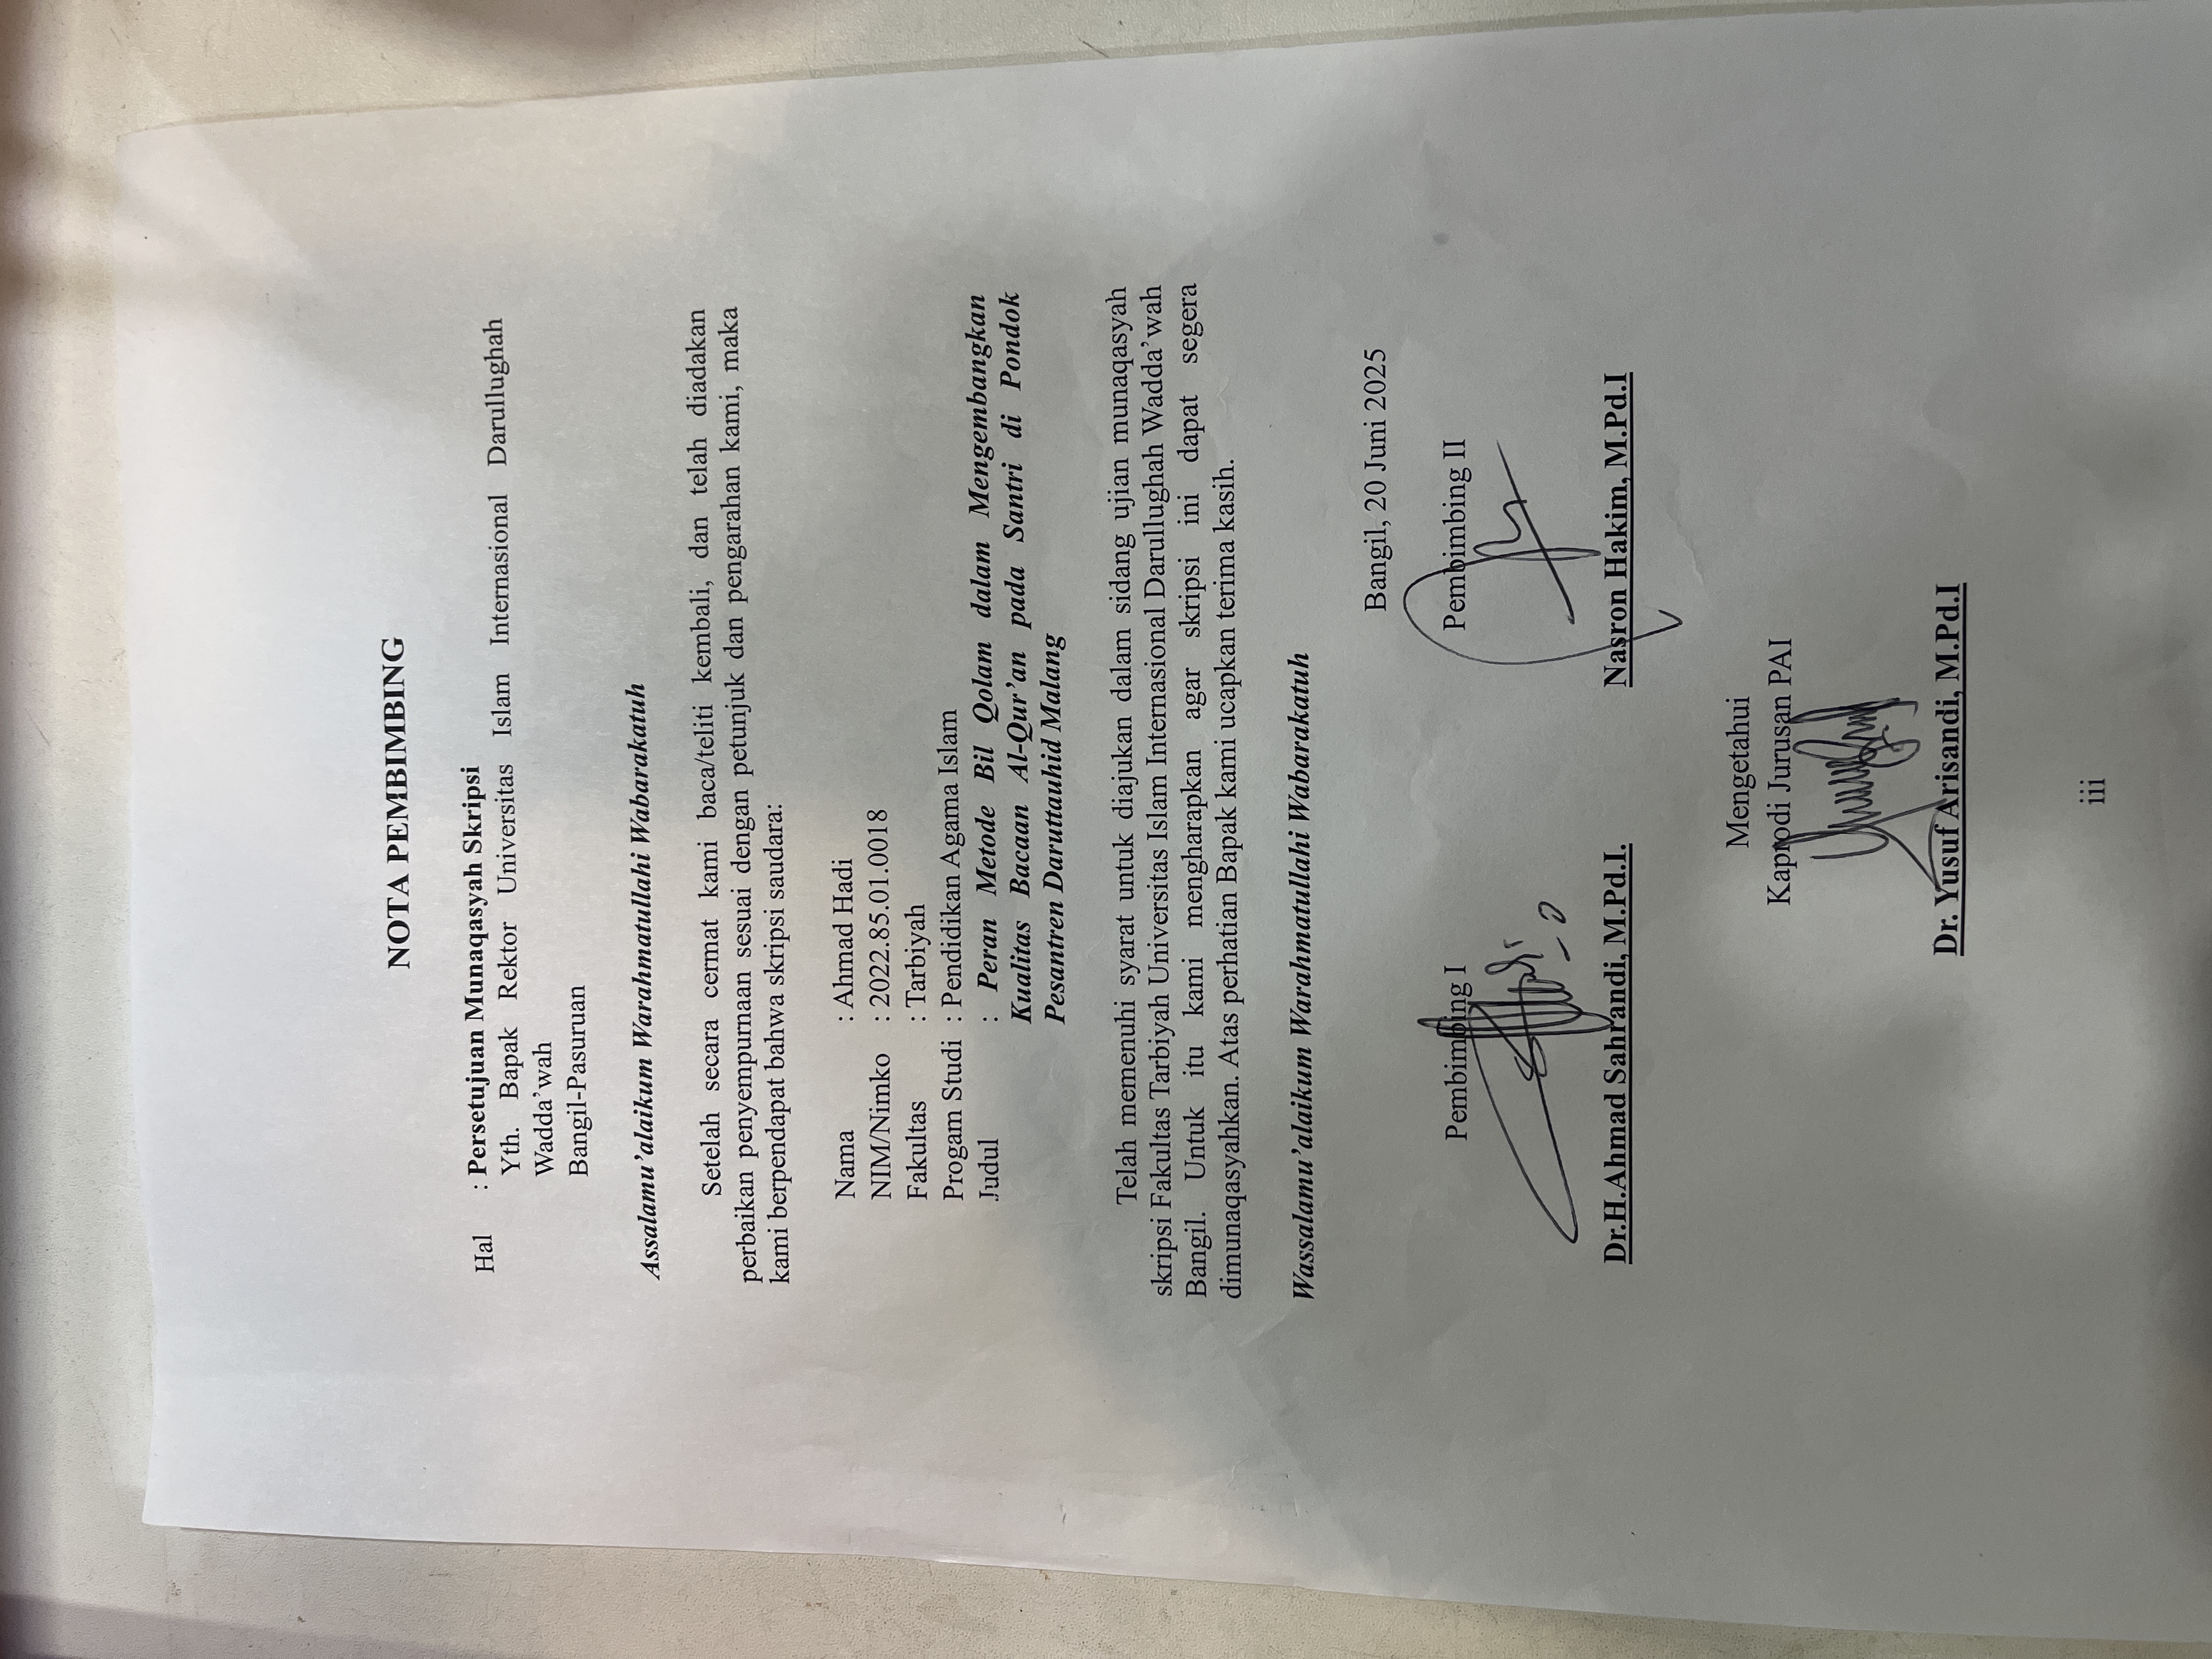 NOTA PEMBIMBING
Hal : Persetujuan Munaqasyah Skripsi
Yth. Bapak Rektor Universitas Islam Internasional Darullughah
Wadda’wah
Bangil-Pasuruan
Assalamu’alaikum Warahmatullahi Wabarakatuh
Setelah secara cermat kami baca/teliti kembali, dan telah diadakan
perbaikan penyempurnaan sesuai dengan petunjuk dan pengarahan kami, maka
kami berpendapat bahwa skripsi saudara:
Nama : Ahmad Hadi
NIM/Nimko : 2022.85.01.0018
Fakultas : Tarbiyah
Progam Studi : Pendidikan Agama Islam
Judul : Peran Metode Bil Qolam dalam Mengembangkan
Kualitas Bacaan Al-Qur’an pada Santri di Pondok
Pesantren Daruttauhid Malang
Telah memenuhi syarat untuk diajukan dalam sidang ujian munaqasyah
skripsi Fakultas Tarbiyah Universitas Islam Internasional Darullughah Wadda’wah
Bangil. Untuk itu kami mengharapkan agar skripsi ini dapat segera
dimunaqasyahkan. Atas perhatian Bapak kami ucapkan terima kasih.
Wassalamu’alaikum Warahmatullahi Wabarakatuh
Bangil, 20 Juni 2025
Pembimbing I Pembimbing II
Dr.H.Ahmad Sahrandi, M.Pd.I. Nasron Hakim, M.Pd.I
Mengetahui
Kaprodi Jurusan PAI
Dr. Yusuf Arisandi, M.Pd.I
iii